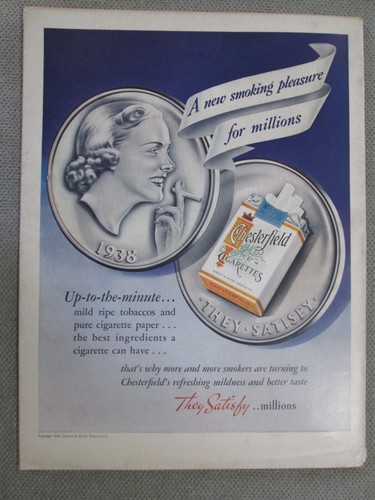 A new smoking pleasure
for millions
1938
Chesterfield
CIGARETTES
THEY · SATISFY
Up-to-the-minute...
mild ripe tobaccos and
pure cigarette paper...
the best ingredients a
cigarette can have...
that's why more and more smokers are turning to
Chesterfield's refreshing mildness and better taste
They Satisfy ..millions